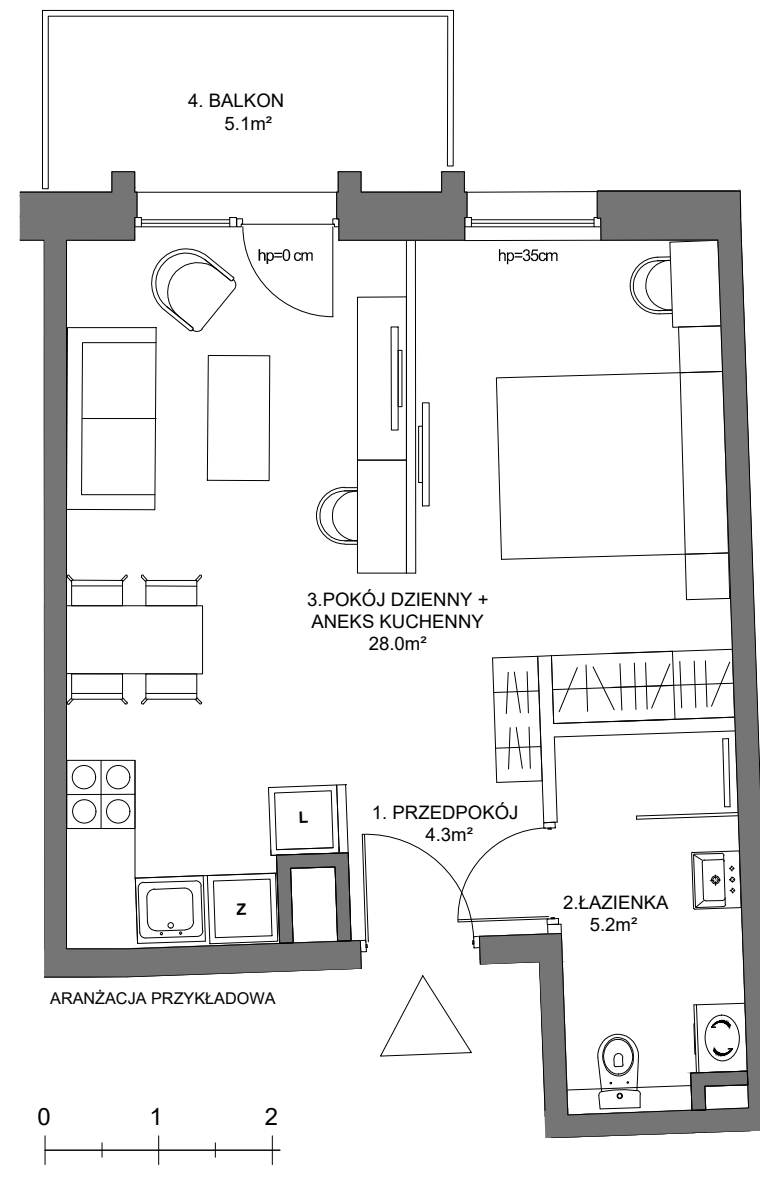 4. BALKON
5.1m²
hp=0 cm
hp=35cm
3.POKÓJ DZIENNY +
ANEKS KUCHENNY
28.0m²
L
1. PRZEDPOKÓJ
4.3m²
Z
2.ŁAZIENKA
5.2m²
ARANŻACJA PRZYKŁADOWA
0 1 2